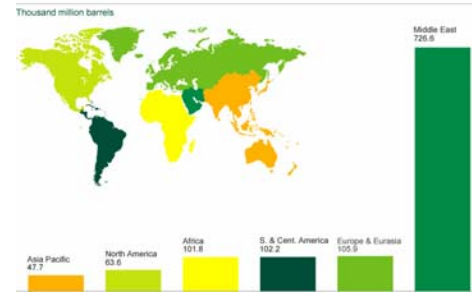 Thousand million barrels
Middle East
726.6
Asia Pacific
47.7
North America
63.6
Africa
101.8
S. & Cent. America
102.2
Europe & Eurasia
105.9